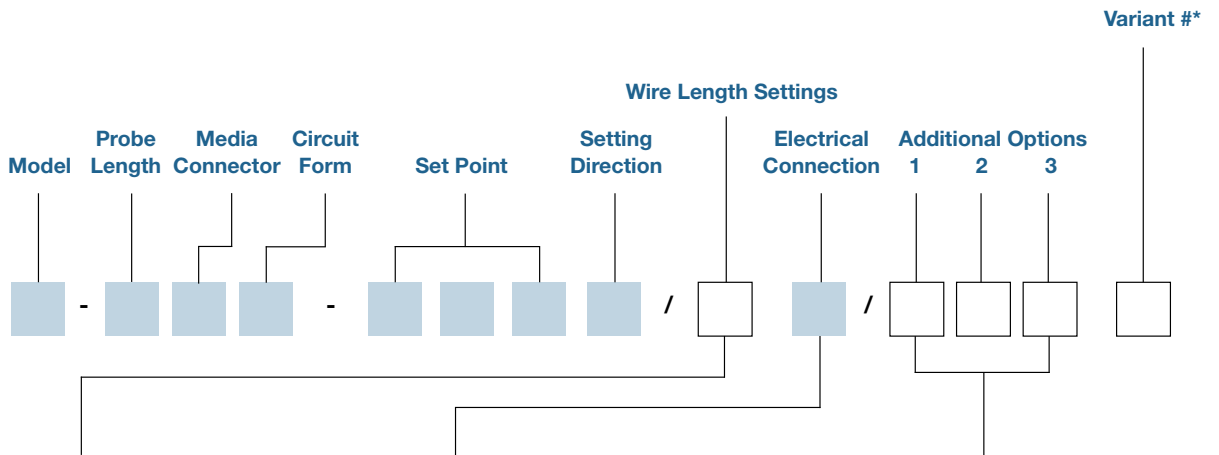 Variant #*
Wire Length Settings
Probe Media Circuit Setting Electrical Additional Options
Model Length Connector Form Set Point Direction Connection 1 2 3
- - / /